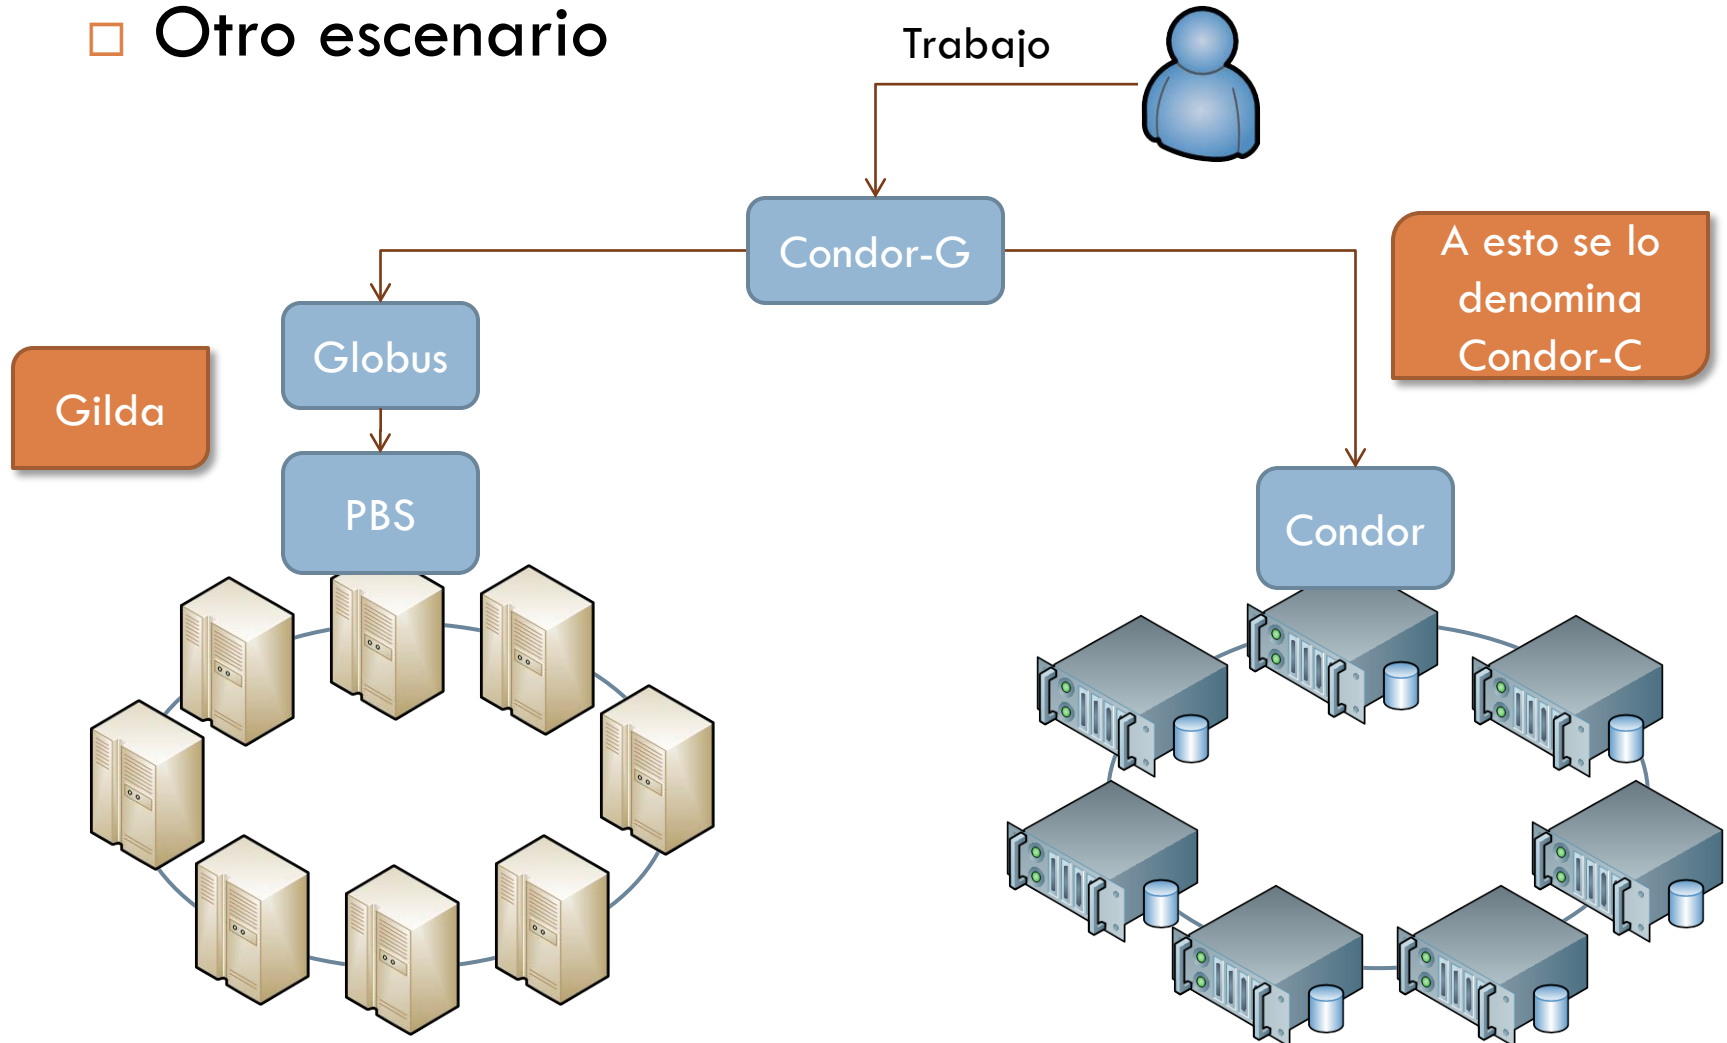 Otro escenario
Trabajo
Condor-G
A esto se lo
denomina
Condor-C
Globus
Gilda
PBS
Condor